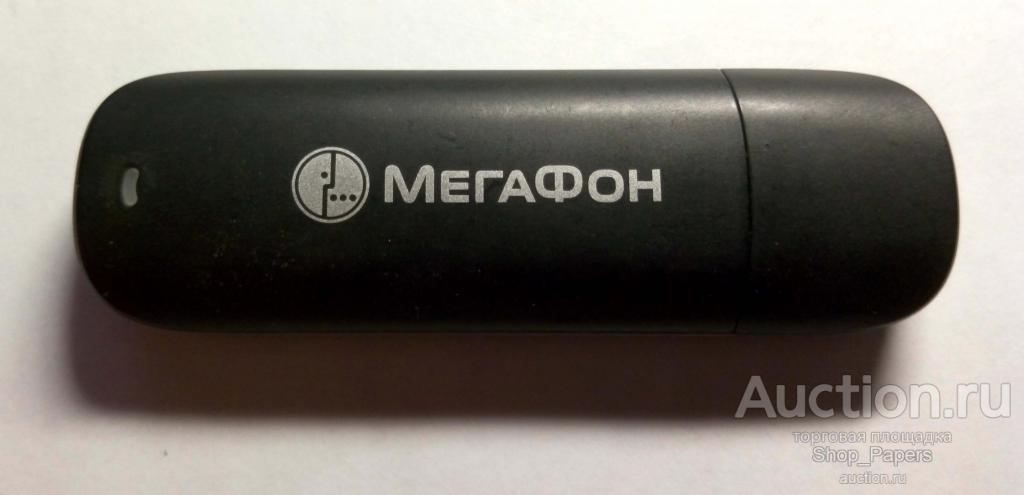 МЕГАФОН
Auction.ru
торговая площадка
Shop_Papers
auction.ru